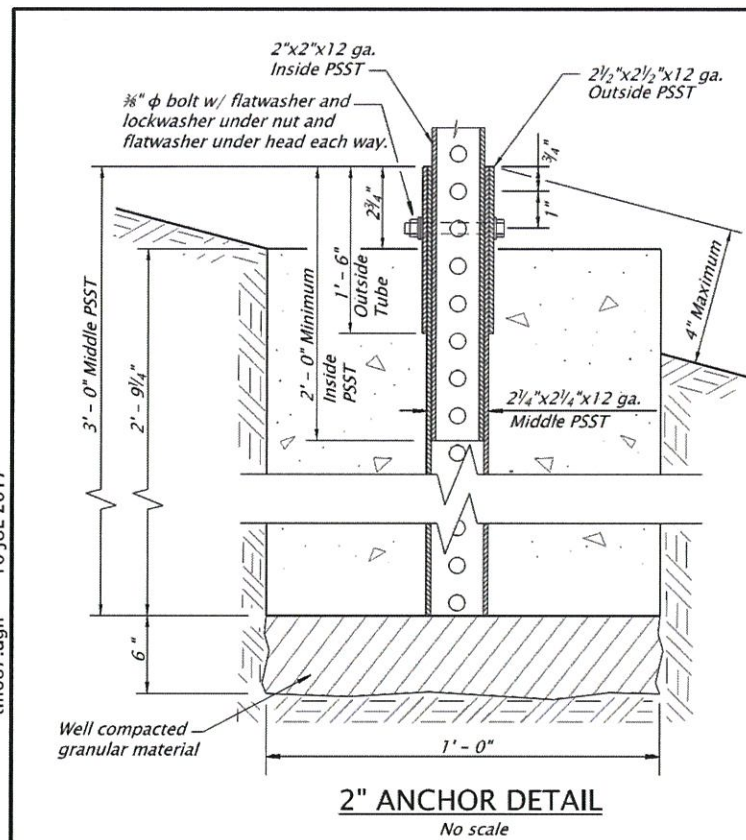 2"x2"x12 ga.
Inside PSST
2½"x2½"x12 ga.
Outside PSST
⅜" ϕ bolt w/ flatwasher and
lockwasher under nut and
flatwasher under head each way.
¾"
1"
2¾"
1' - 6"
Outside
Tube
2' - 0" Minimum
Inside
PSST
3' - 0" Middle PSST
2' - 9¼"
4" Maximum
2¼"x2¼"x12 ga.
Middle PSST
6"
Well compacted
granular material
1' - 0"
2" ANCHOR DETAIL
No scale